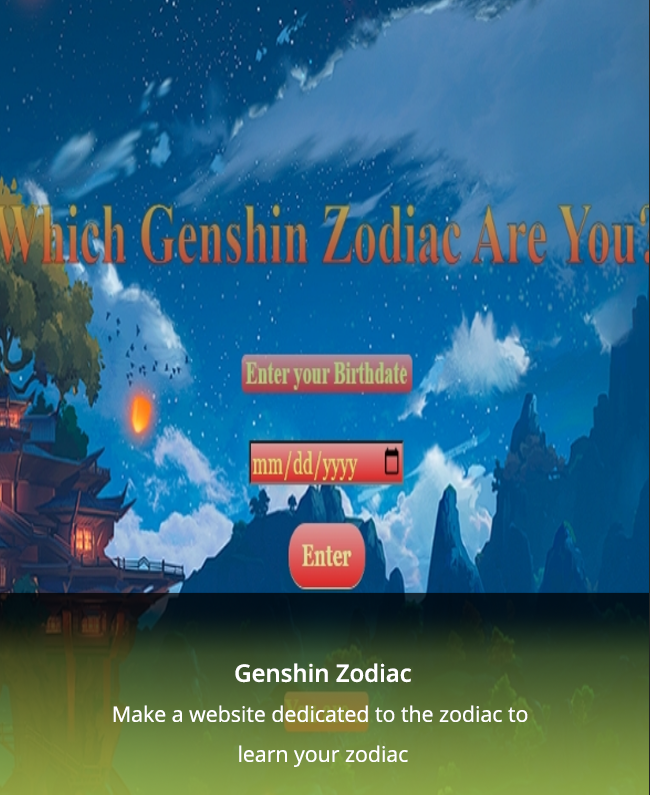 Which Genshin Zodiac Are You?
Enter your Birthdate
mm/dd/yyyy
Enter
Genshin Zodiac
Make a website dedicated to the zodiac to
learn your zodiac